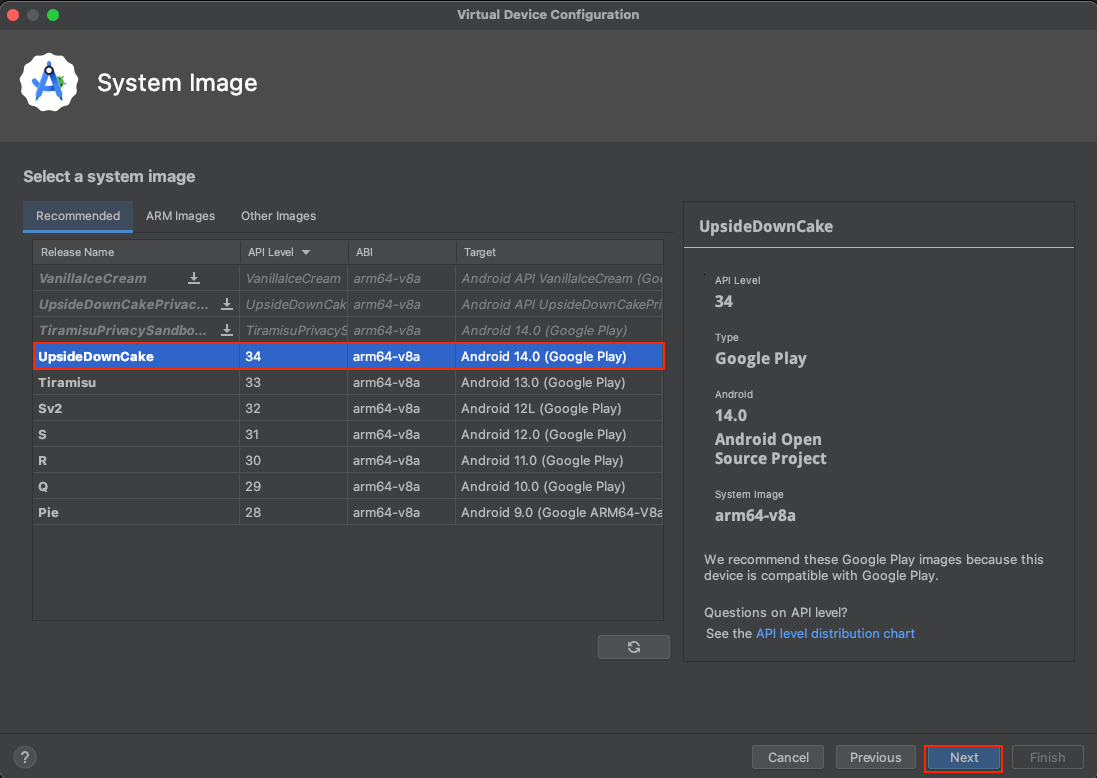 Virtual Device Configuration
System Image
Select a system image
Recommended ARM Images Other Images
Release Name API Level ABI Target
VanillaIceCream VanillaIceCream arm64-v8a Android API VanillaIceCream (Goo
UpsideDownCakePrivac... UpsideDownCak arm64-v8a Android API UpsideDownCakePri
TiramisuPrivacySandbo... TiramisuPrivacyS arm64-v8a Android 14.0 (Google Play)
UpsideDownCake 34 arm64-v8a Android 14.0 (Google Play)
Tiramisu 33 arm64-v8a Android 13.0 (Google Play)
Sv2 32 arm64-v8a Android 12L (Google Play)
S 31 arm64-v8a Android 12.0 (Google Play)
R 30 arm64-v8a Android 11.0 (Google Play)
Q 29 arm64-v8a Android 10.0 (Google Play)
Pie 28 arm64-v8a Android 9.0 (Google ARM64-V8a
UpsideDownCake
API Level
34
Type
Google Play
Android
14.0
Android Open
Source Project
System Image
arm64-v8a
We recommend these Google Play images because this
device is compatible with Google Play.
Questions on API level?
See the API level distribution chart
? Cancel Previous Next Finish